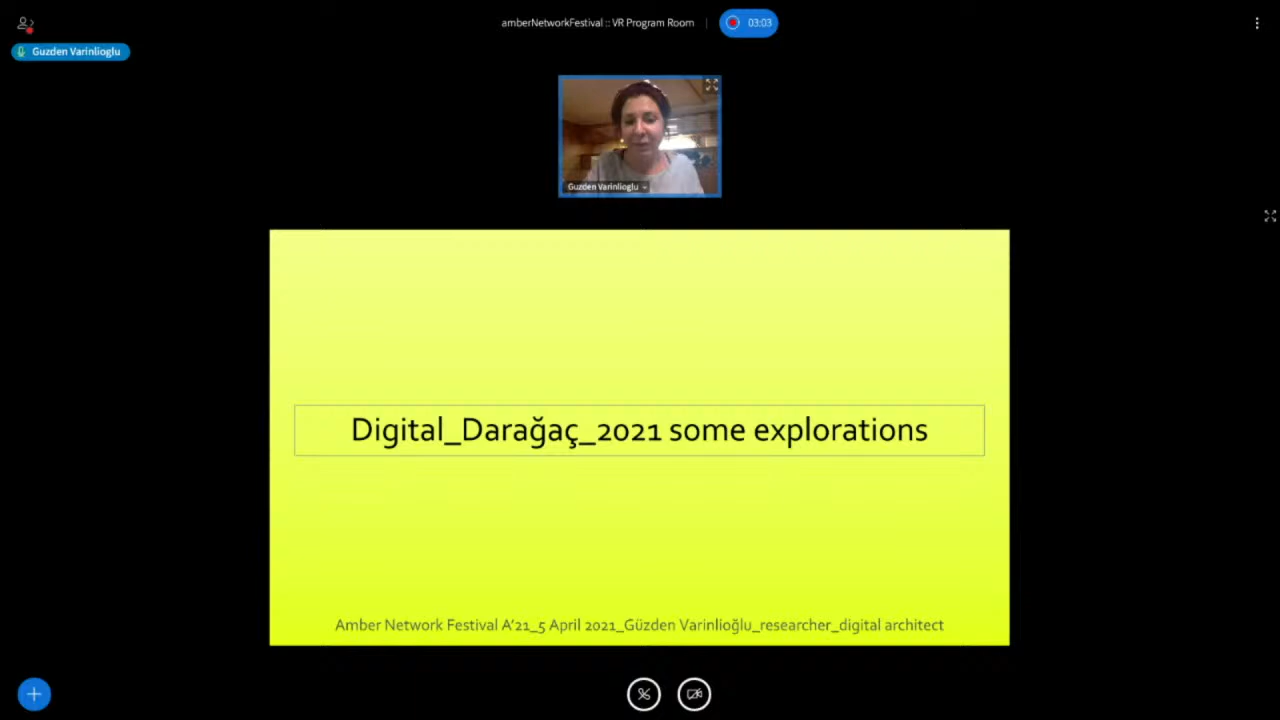 amberNetworkFestival :: VR Program Room
03:03
Guzden Varinlioglu
Guzden Varinlioglu
Digital_Darağaç_2021 some explorations
Amber Network Festival A'21_5 April 2021_Güzden Varinlioğlu_researcher_digital architect